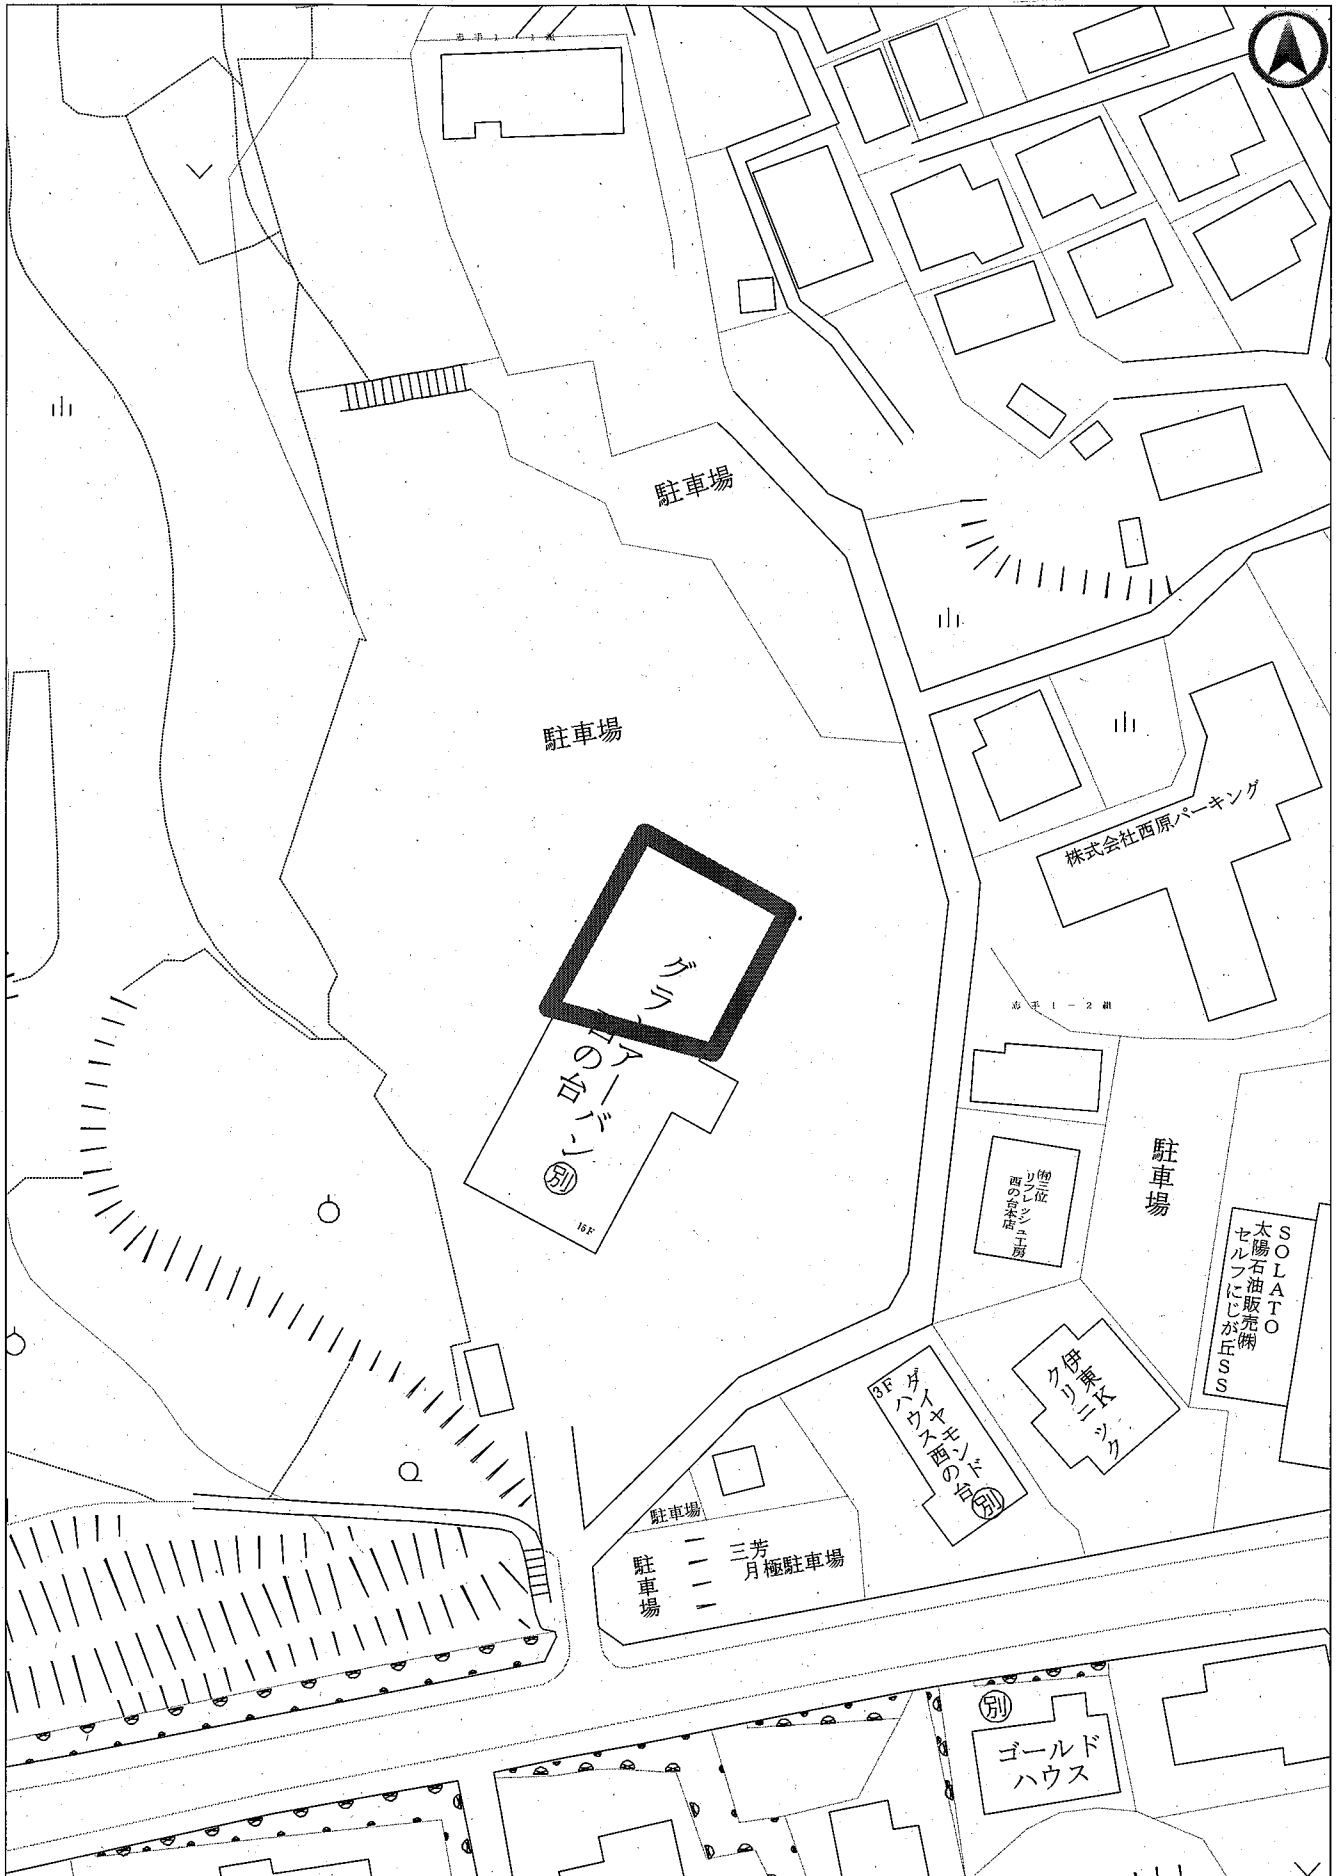 駐車場
駐車場
株式会社西原パーキング
志手1-2組
グラ
アーバン
の台
別
15F
駐車場
㈲三位
リフレッシュ工房
西の台本店
SOLATO
太陽石油販売㈱
セルフにじが丘SS
伊東K
クリニック
ダイヤモンド
ハウス西の台
3F
別
駐車場
駐車場
三芳
月極駐車場
別
ゴールド
ハウス